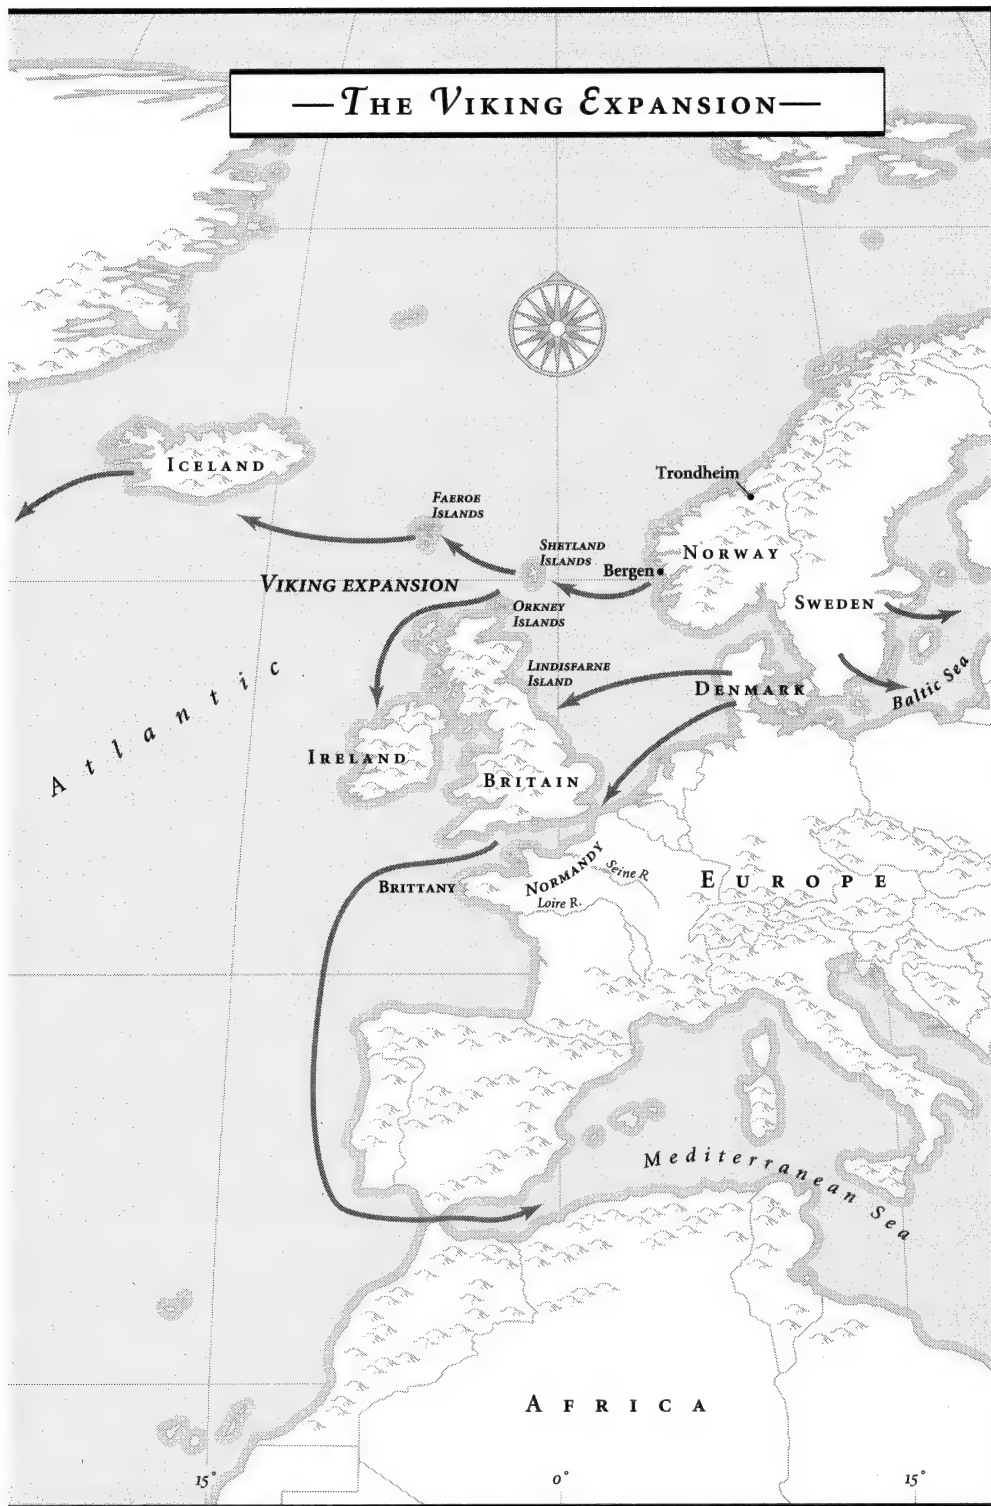 THE VIKING EXPANSION
ICELAND
Trondheim
FAEROE
ISLANDS
SHETLAND
ISLANDS
NORWAY
Bergen
VIKING EXPANSION
SWEDEN
ORKNEY
ISLANDS
LINDISFARNE
ISLAND
DENMARK
Baltic Sea
Atlantic
IRELAND
BRITAIN
BRITTANY
NORMANDY
Seine R
Loire R.
EUROPE
Mediterranean Sea
AFRICA
15°
0°
15°